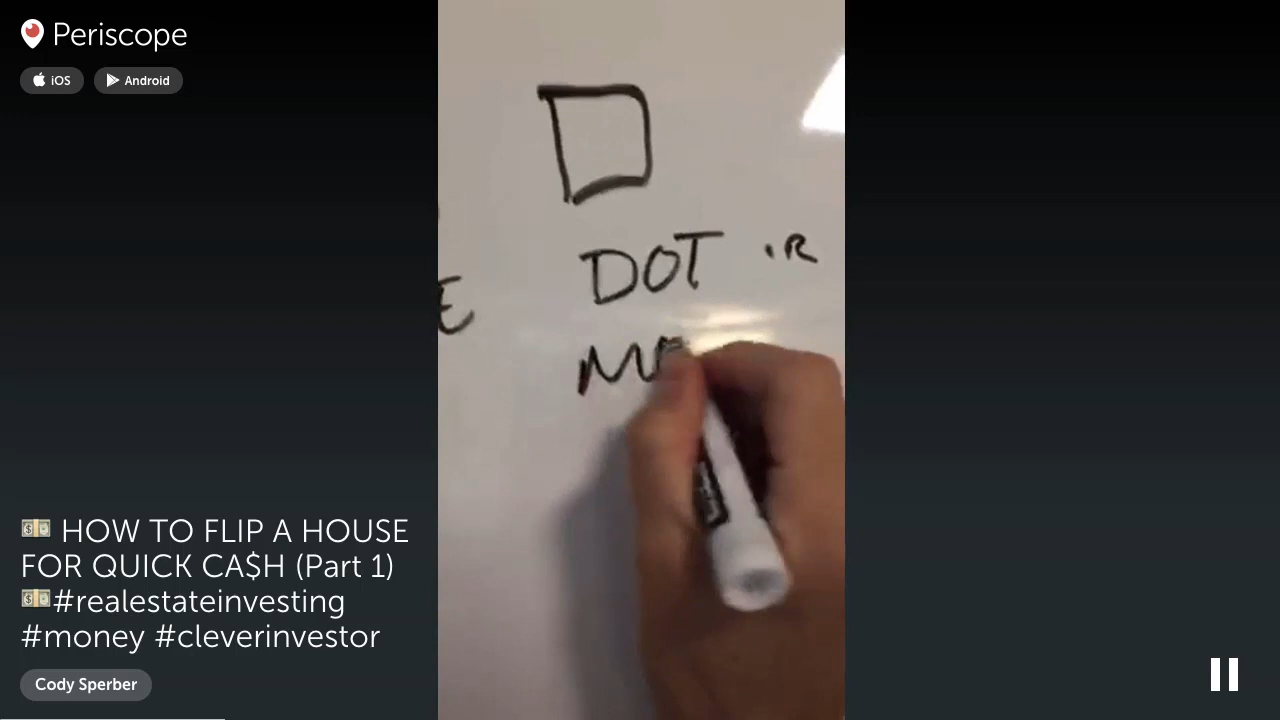 Periscope
iOS
Android
DOT .R
E
💵 HOW TO FLIP A HOUSE
FOR QUICK CA$H (Part 1)
💵#realestateinvesting
#money #cleverinvestor
Cody Sperber